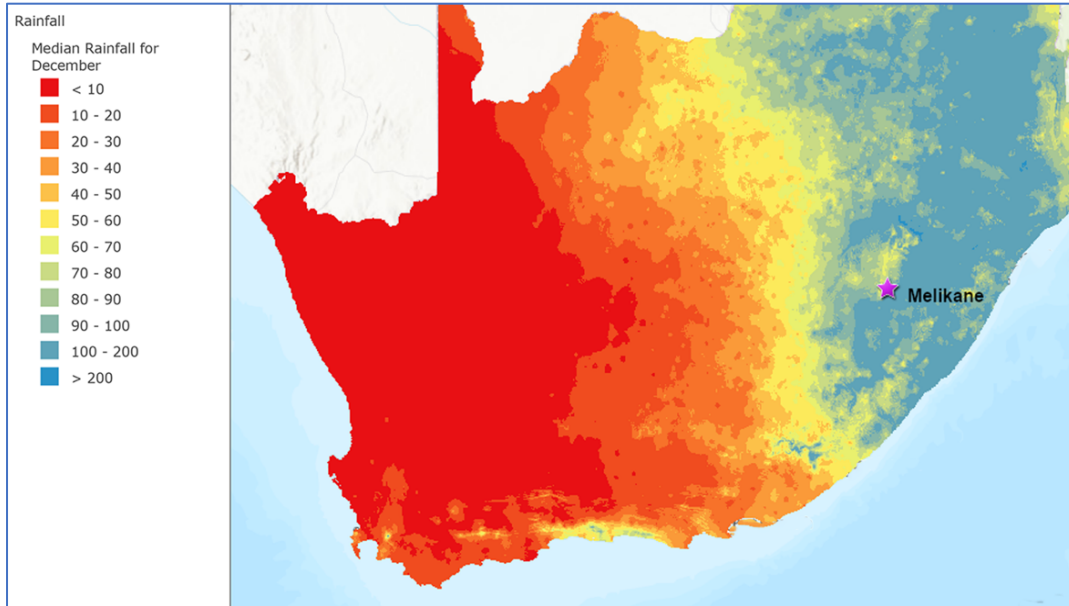 Rainfall
Median Rainfall for
December
< 10
10 - 20
20 - 30
30 - 40
40 - 50
50 - 60
60 - 70
70 - 80
80 - 90
90 - 100
100 - 200
> 200
Melikane